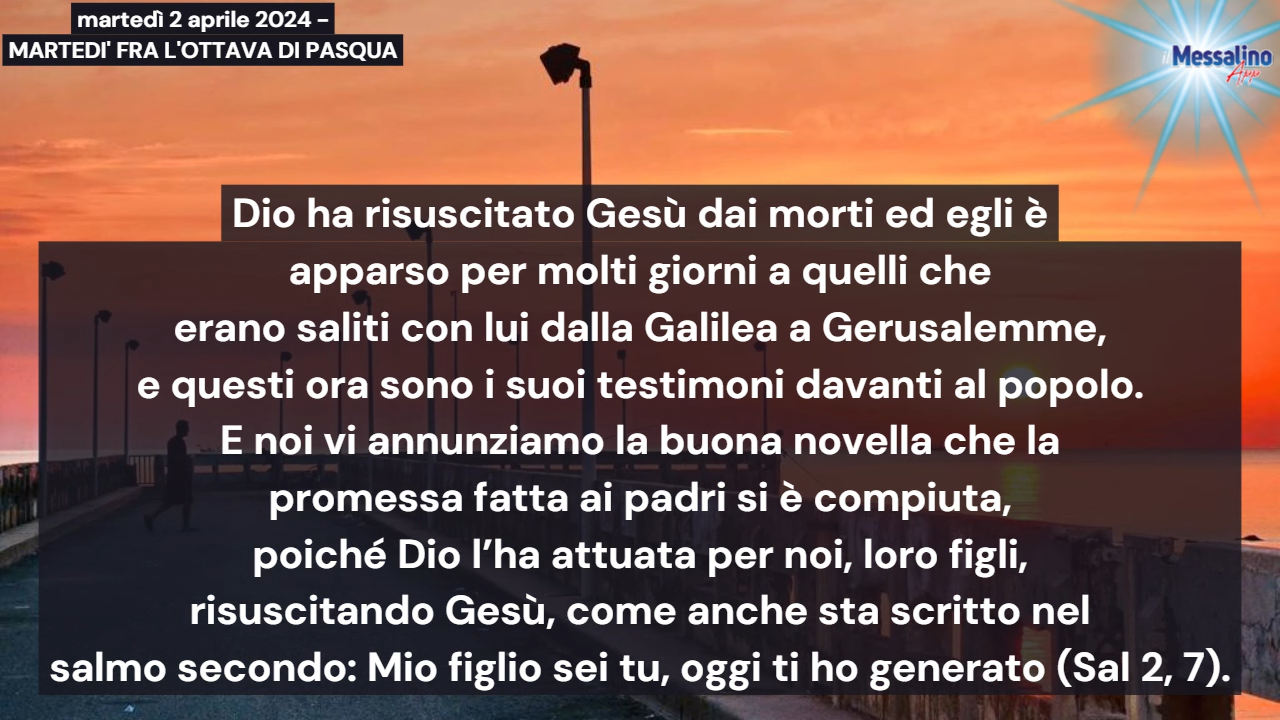 martedì 2 aprile 2024 –
MARTEDI' FRA L'OTTAVA DI PASQUA
il Messalino
App
Dio ha risuscitato Gesù dai morti ed egli è
apparso per molti giorni a quelli che
erano saliti con lui dalla Galilea a Gerusalemme,
e questi ora sono i suoi testimoni davanti al popolo.
E noi vi annunziamo la buona novella che la
promessa fatta ai padri si è compiuta,
poiché Dio l’ha attuata per noi, loro figli,
risuscitando Gesù, come anche sta scritto nel
salmo secondo: Mio figlio sei tu, oggi ti ho generato (Sal 2, 7).